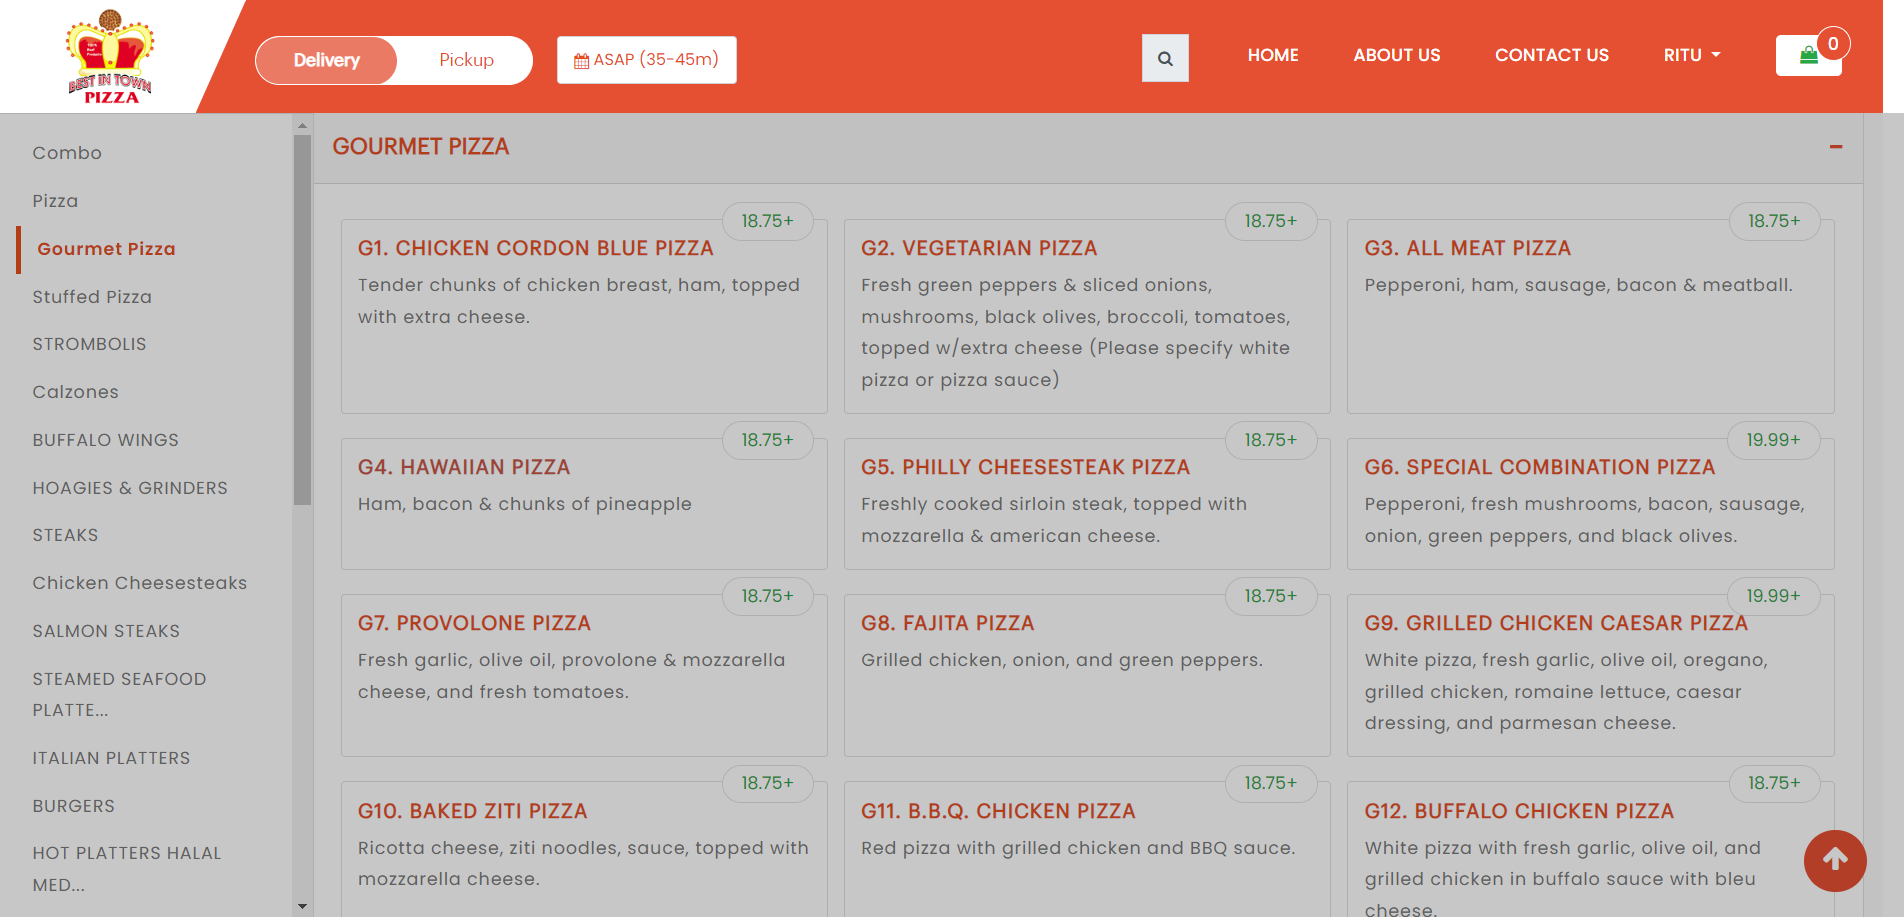 BEST IN TOWN
PIZZA
Delivery
Pickup
ASAP (35-45m)
HOME
ABOUT US
CONTACT US
RITU
0
Combo
Pizza
Gourmet Pizza
Stuffed Pizza
STROMBOLIS
Calzones
BUFFALO WINGS
HOAGIES & GRINDERS
STEAKS
Chicken Cheesesteaks
SALMON STEAKS
STEAMED SEAFOOD
PLATTE...
ITALIAN PLATTERS
BURGERS
HOT PLATTERS HALAL
MED...
GOURMET PIZZA
18.75+
G1. CHICKEN CORDON BLUE PIZZA
Tender chunks of chicken breast, ham, topped
with extra cheese.
18.75+
G2. VEGETARIAN PIZZA
Fresh green peppers & sliced onions,
mushrooms, black olives, broccoli, tomatoes,
topped w/extra cheese (Please specify white
pizza or pizza sauce)
18.75+
G3. ALL MEAT PIZZA
Pepperoni, ham, sausage, bacon & meatball.
18.75+
G4. HAWAIIAN PIZZA
Ham, bacon & chunks of pineapple
18.75+
G5. PHILLY CHEESESTEAK PIZZA
Freshly cooked sirloin steak, topped with
mozzarella & american cheese.
19.99+
G6. SPECIAL COMBINATION PIZZA
Pepperoni, fresh mushrooms, bacon, sausage,
onion, green peppers, and black olives.
18.75+
G7. PROVOLONE PIZZA
Fresh garlic, olive oil, provolone & mozzarella
cheese, and fresh tomatoes.
18.75+
G8. FAJITA PIZZA
Grilled chicken, onion, and green peppers.
19.99+
G9. GRILLED CHICKEN CAESAR PIZZA
White pizza, fresh garlic, olive oil, oregano,
grilled chicken, romaine lettuce, caesar
dressing, and parmesan cheese.
18.75+
G10. BAKED ZITI PIZZA
Ricotta cheese, ziti noodles, sauce, topped with
mozzarella cheese.
18.75+
G11. B.B.Q. CHICKEN PIZZA
Red pizza with grilled chicken and BBQ sauce.
18.75+
G12. BUFFALO CHICKEN PIZZA
White pizza with fresh garlic, olive oil, and
grilled chicken in buffalo sauce with bleu
cheese.